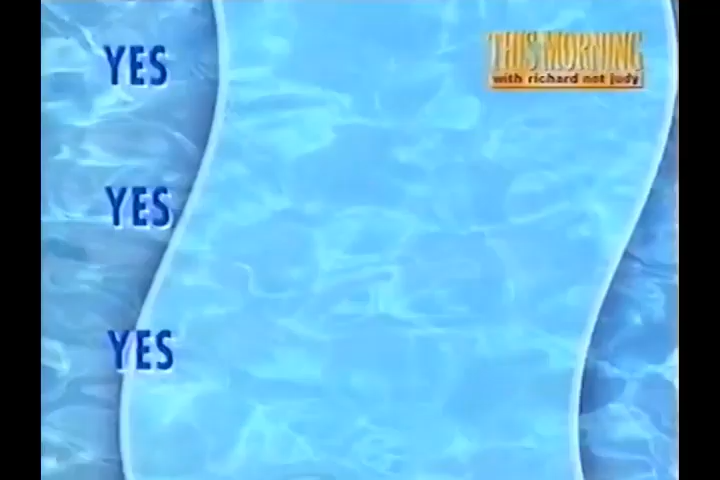 YES
THIS MORNING
with richard not judy
YES
YES